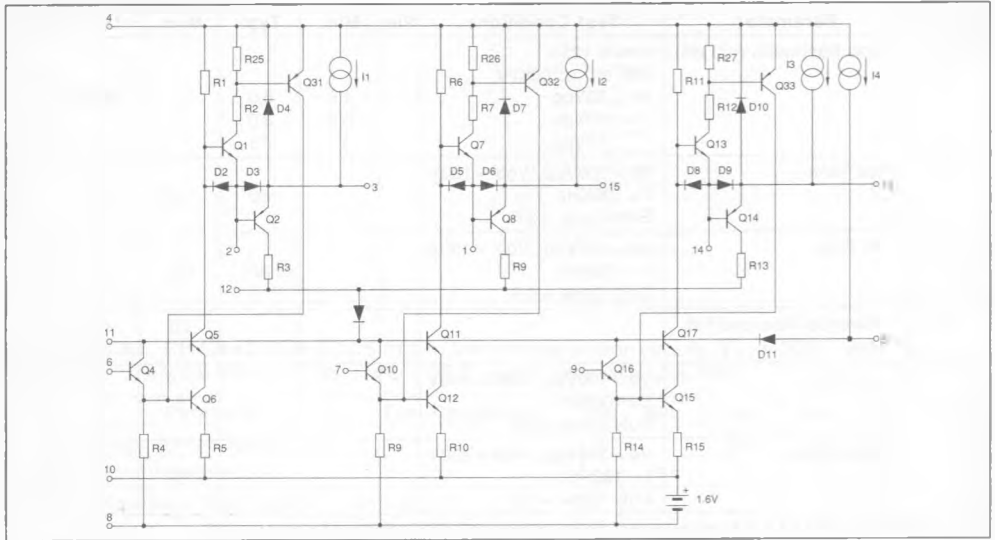 4
R25
R26
R27
R1
Q31
I1
R6
Q32
I2
R11
Q33
I3
I4
R2
D4
R7
D7
R12
D10
Q1
Q7
Q13
D2
D3
3
D5
D6
15
D8
D9
Q2
Q8
Q14
2
1
14
R3
R9
R13
12
11
Q5
Q11
Q17
D11
6
Q4
7
Q10
9
Q16
Q6
Q12
Q15
R4
R5
R9
R10
R14
R15
10
+
1.6V
8